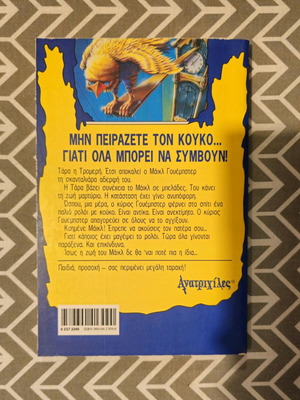 ΜΗΝ ΠΕΙΡΑΖΕΤΕ ΤΟΝ ΚΟΥΚΟ...
ΓΙΑΤΙ ΟΛΑ ΜΠΟΡΕΙ ΝΑ ΣΥΜΒΟΥΝ!
Τάρα η Τρομερή. Έτσι αποκαλεί ο Μάικλ Γουέμπστερ
τη σκανταλιάρα αδερφή του.
Η Τάρα βάζει συνέχεια το Μάικλ σε μπελάδες. Του κάνει
τη ζωή μαρτύριο. Η κατάσταση έχει γίνει ανυπόφορη.
Ώσπου, μια μέρα, ο κύριος Γουέμπστερ φέρνει στο σπίτι ένα
παλιό ρολόι με κούκο. Είναι αντίκα. Είναι ανεκτίμητο. Ο κύριος
Γουέμπστερ απαγορεύει σε όλους να το αγγίξουν.
Καημένε Μάικλ! Έπρεπε να ακούσεις τον πατέρα σου...
Γιατί κάποιος έχει μαγέψει το ρολόι. Τώρα όλα γίνονται
παράξενα. Και επικίνδυνα.
Ίσως η ζωή του Μάικλ δε θα 'ναι ποτέ πια η ίδια...
Παιδιά, προσοχή — σας περιμένει μεγάλη ταραχή!
Ανατριχίλες